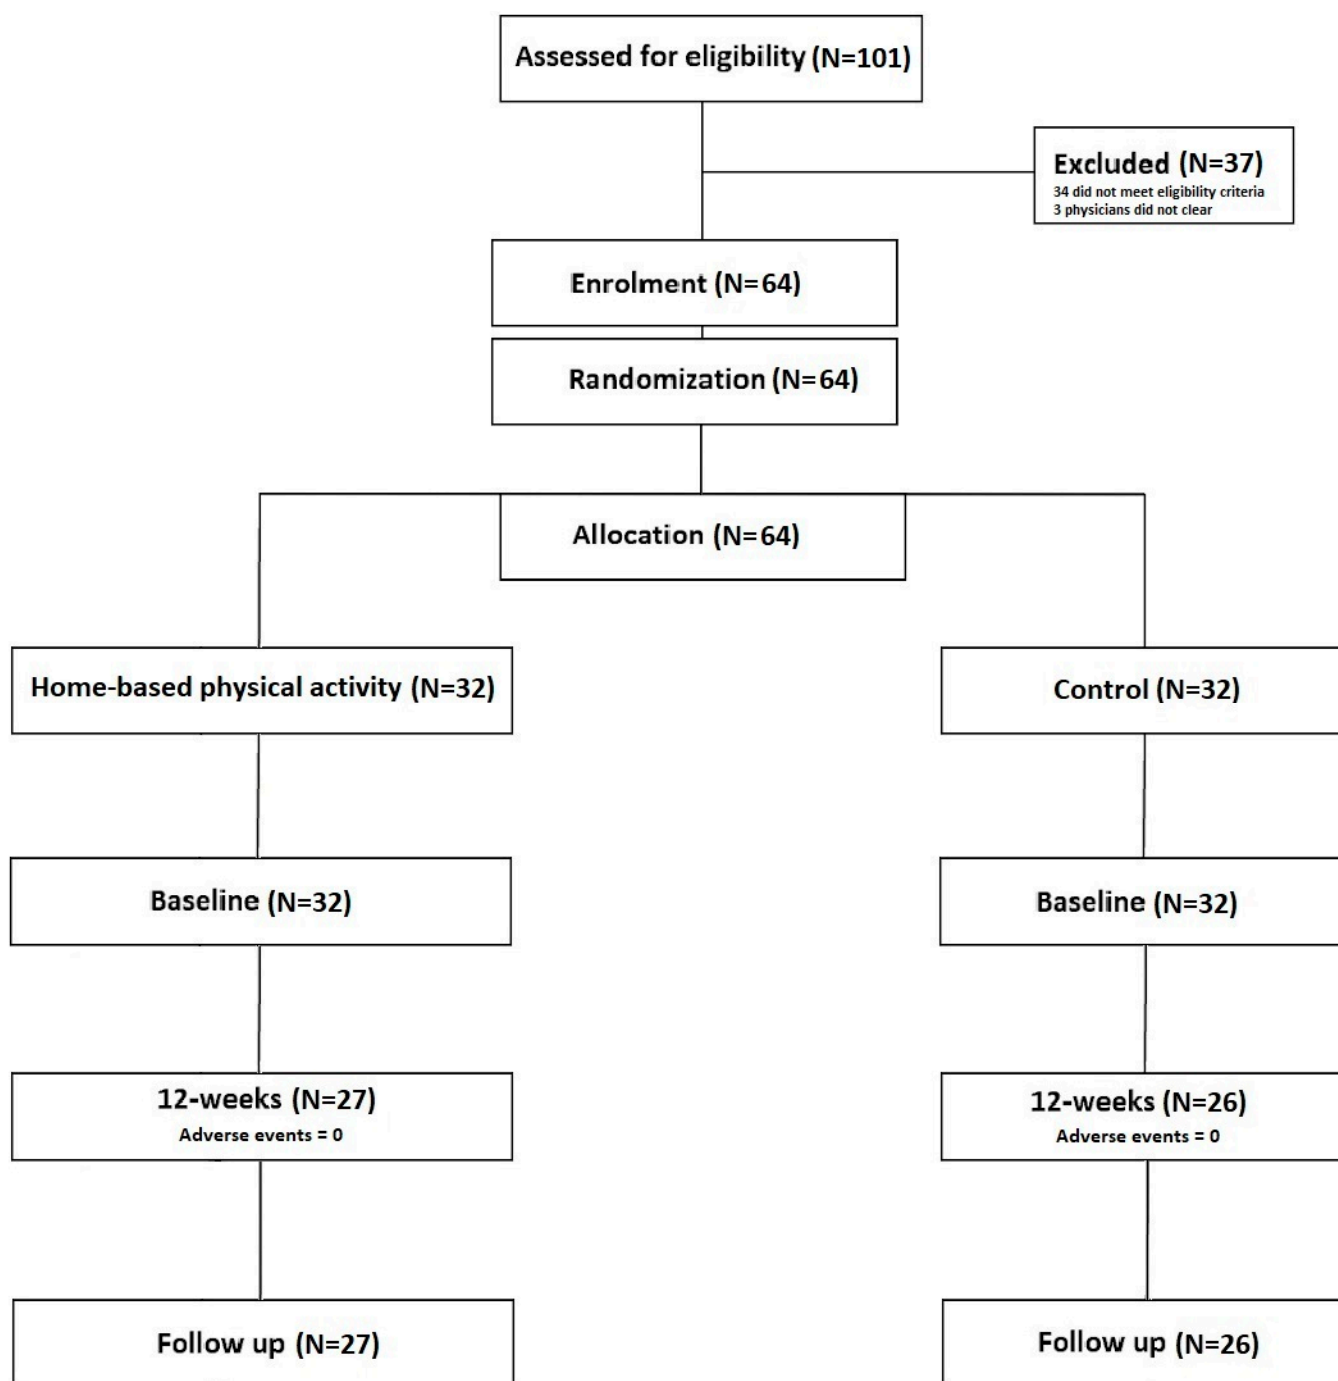 Assessed for eligibility (N=101)
Excluded (N=37)
34 did not meet eligibility criteria
3 physicians did not clear
Enrolment (N=64)
Randomization (N=64)
Allocation (N=64)
Home-based physical activity (N=32)
Control (N=32)
Baseline (N=32)
Baseline (N=32)
12-weeks (N=27)
Adverse events = 0
12-weeks (N=26)
Adverse events = 0
Follow up (N=27)
Follow up (N=26)